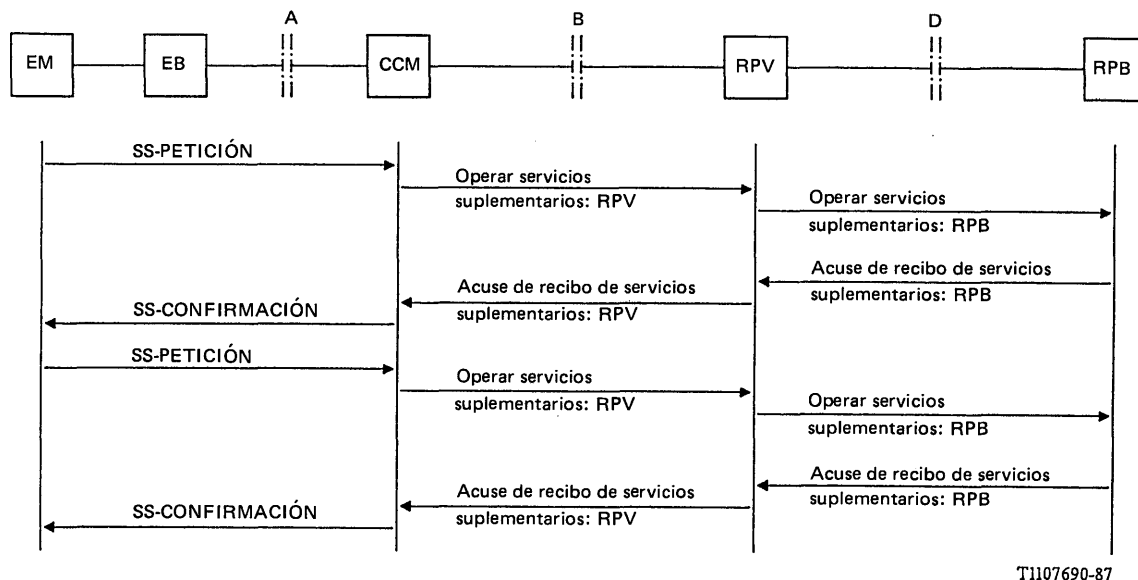 A
B
D
EM
EB
CCM
RPV
RPB
SS-PETICIÓN
Operar servicios
suplementarios: RPV
Operar servicios
suplementarios: RPB
Acuse de recibo de servicios
suplementarios: RPB
Acuse de recibo de servicios
suplementarios: RPV
SS-CONFIRMACIÓN
SS-PETICIÓN
Operar servicios
suplementarios: RPV
Operar servicios
suplementarios: RPB
Acuse de recibo de servicios
suplementarios: RPB
Acuse de recibo de servicios
suplementarios: RPV
SS-CONFIRMACIÓN
T1107690-87